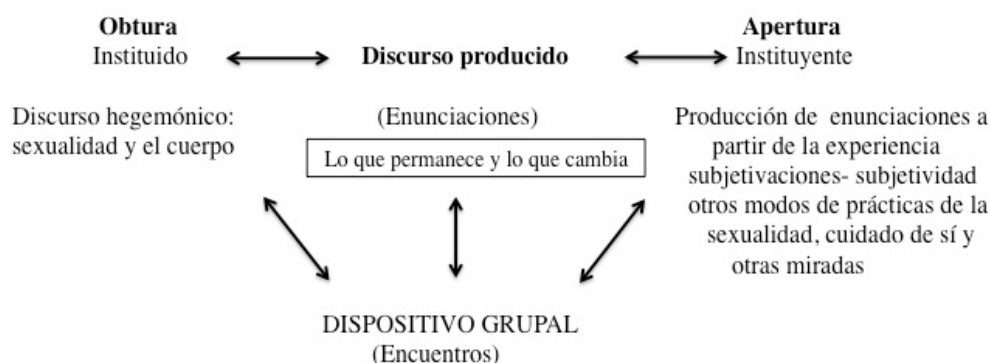 Obtura
Instituido
Discurso hegemónico:
sexualidad y el cuerpo
Discurso producido
(Enunciaciones)
Lo que permanece y lo que cambia
Apertura
Instituyente
Producción de enunciaciones a
partir de la experiencia
subjetivaciones- subjetividad
otros modos de prácticas de la
sexualidad, cuidado de sí y
otras miradas
DISPOSITIVO GRUPAL
(Encuentros)